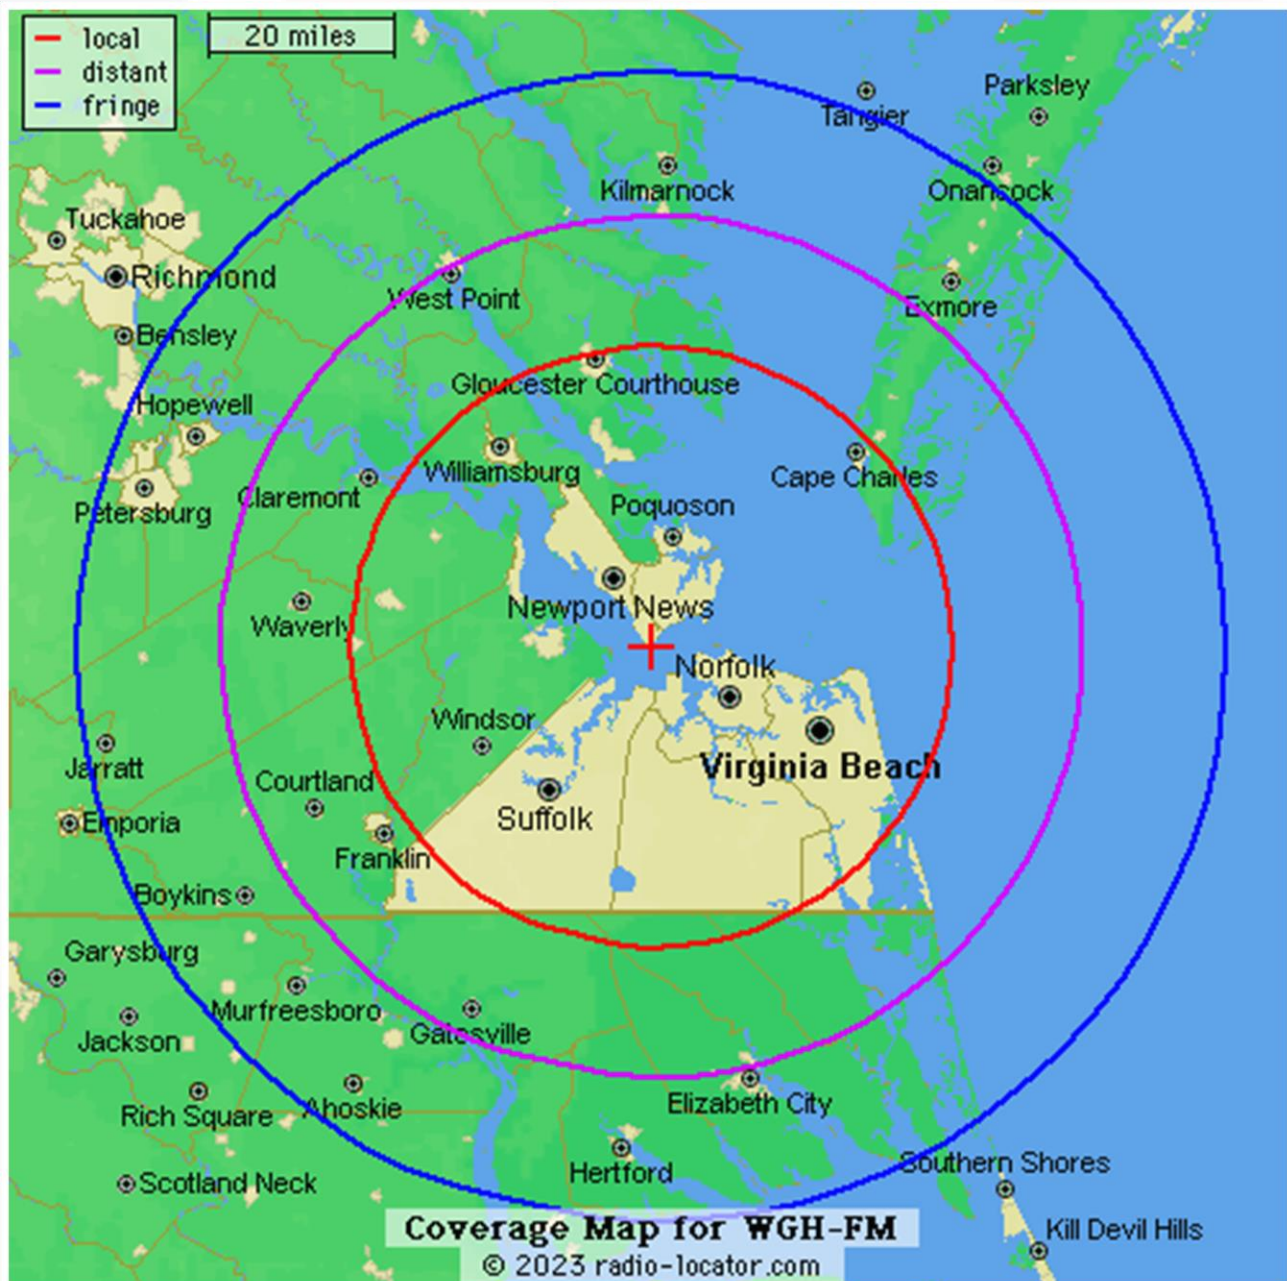 local
20 miles
distant
fringe
Parksley
Tangier
Kilmarnock
Onancock
Tuckahoe
Richmond
West Point
Exmore
Bensley
Gloucester Courthouse
Hopewell
Williamsburg
Cape Charles
Claremont
Poquoson
Petersburg
Newport News
Waverly
Norfolk
Windsor
Virginia Beach
Jarratt
Courtland
Suffolk
Emporia
Franklin
Boykins
Garysburg
Murfreesboro
Gatesville
Jackson
Elizabeth City
Ahoskie
Rich Square
Southern Shores
Hertford
Scotland Neck
Coverage Map for WGH-FM
Kill Devil Hills
© 2023 radio-locator.com